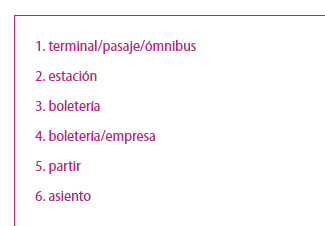 1. terminal/pasaje/ómnibus
2. estación
3. boletería
4. boletería/empresa
5. partir
6. asiento